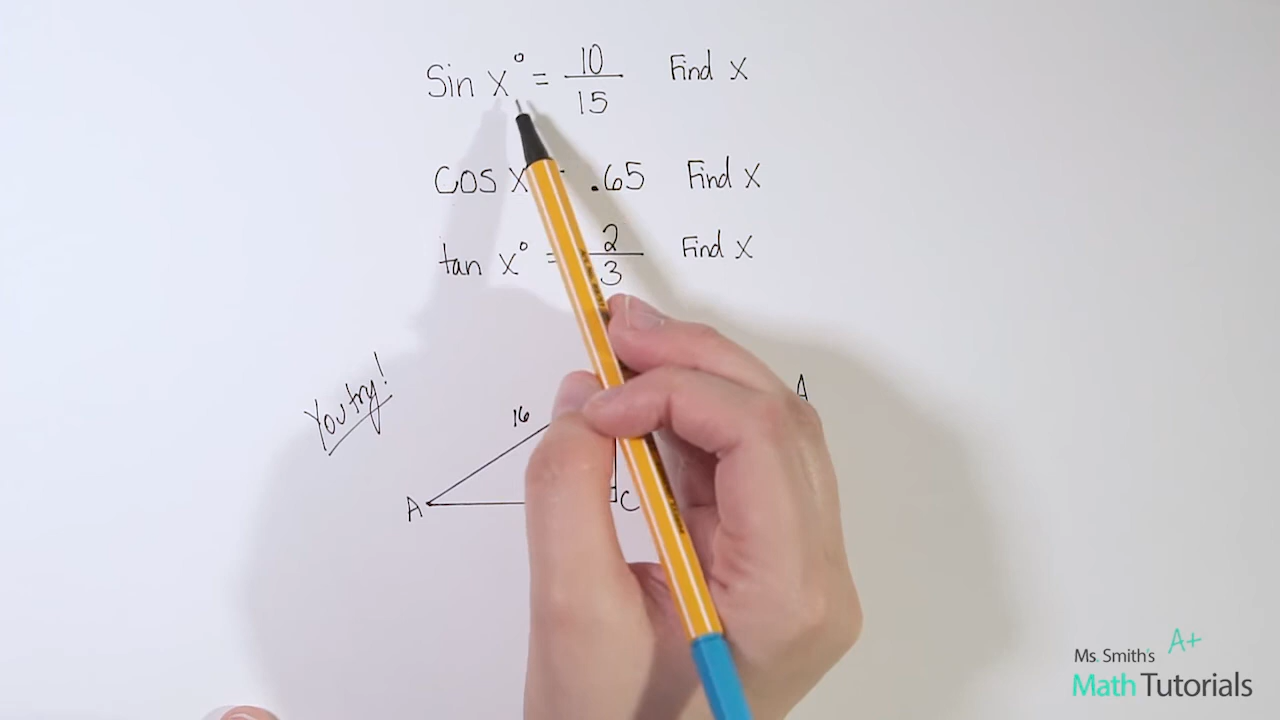 Sin x° = 10/15 Find x
Cos x = .65 Find x
tan x° = 2/3 Find x
You try!
16
A
A
C
Ms. Smith's A+
Math Tutorials